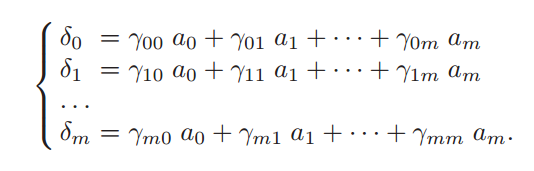 δ₀ = γ₀₀ a₀ + γ₀₁ a₁ + ··· + γ₀ₘ aₘ
δ₁ = γ₁₀ a₀ + γ₁₁ a₁ + ··· + γ₁ₘ aₘ
...
δₘ = γₘ₀ a₀ + γₘ₁ a₁ + ··· + γₘₘ aₘ.